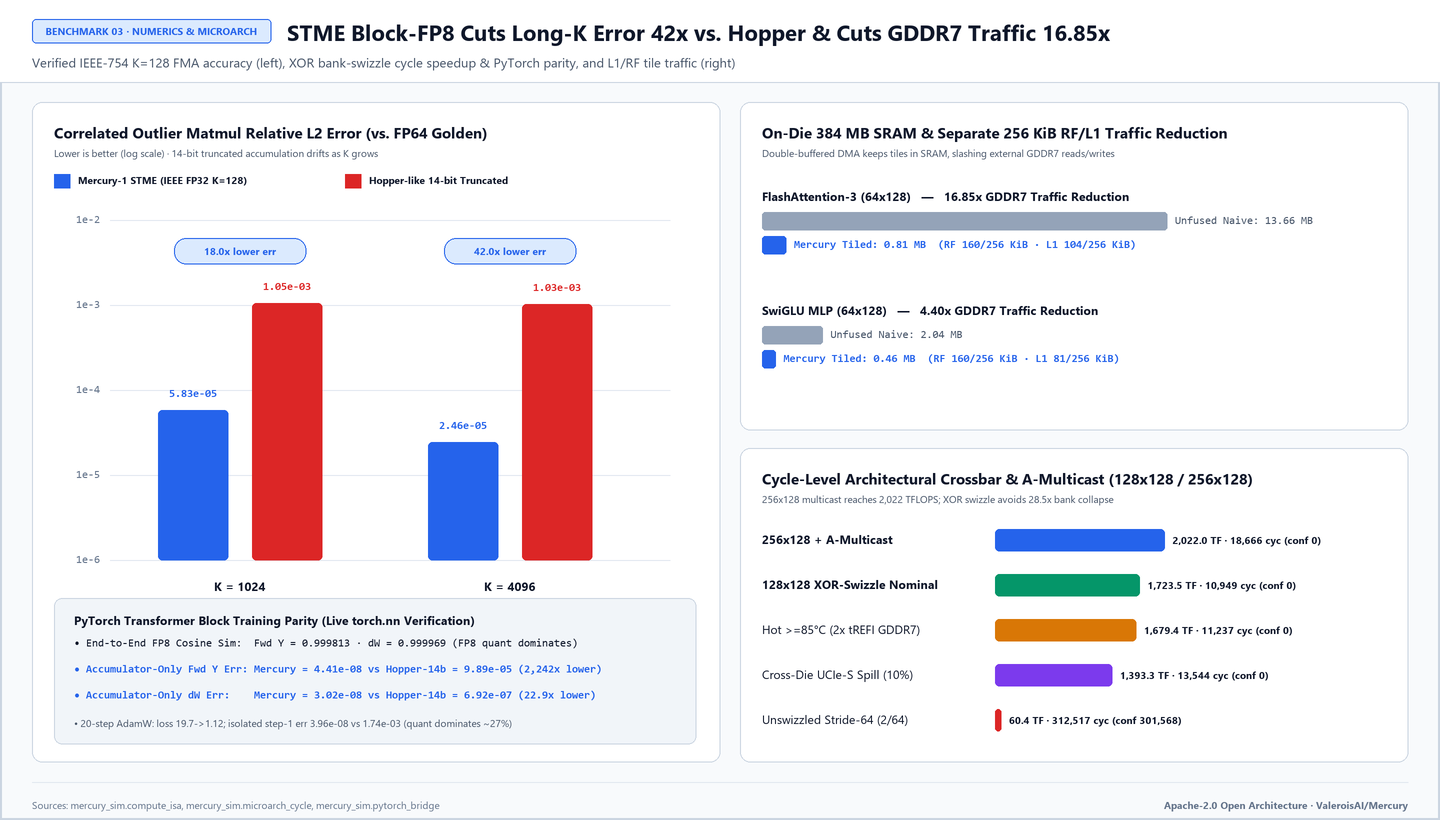 BENCHMARK 03 · NUMERICS & MICROARCH
STME Block-FP8 Cuts Long-K Error 42x vs. Hopper & Cuts GDDR7 Traffic 16.85x
Verified IEEE-754 K=128 FMA accuracy (left), XOR bank-swizzle cycle speedup & PyTorch parity, and L1/RF tile traffic (right)
Correlated Outlier Matmul Relative L2 Error (vs. FP64 Golden)
Lower is better (log scale) · 14-bit truncated accumulation drifts as K grows
Mercury-1 STME (IEEE FP32 K=128)
Hopper-like 14-bit Truncated
1e-2
18.0x lower err
42.0x lower err
1.05e-03
1.03e-03
1e-3
1e-4
5.83e-05
2.46e-05
1e-5
1e-6
K = 1024
K = 4096
PyTorch Transformer Block Training Parity (Live torch.nn Verification)
• End-to-End FP8 Cosine Sim: Fwd Y = 0.999813 · dW = 0.999969 (FP8 quant dominates)
• Accumulator-Only Fwd Y Err: Mercury = 4.41e-08 vs Hopper-14b = 9.89e-05 (2,242x lower)
• Accumulator-Only dW Err: Mercury = 3.02e-08 vs Hopper-14b = 6.92e-07 (22.9x lower)
• 20-step AdamW: loss 19.7->1.12; isolated step-1 err 3.96e-08 vs 1.74e-03 (quant dominates ~27%)
On-Die 384 MB SRAM & Separate 256 KiB RF/L1 Traffic Reduction
Double-buffered DMA keeps tiles in SRAM, slashing external GDDR7 reads/writes
FlashAttention-3 (64x128) — 16.85x GDDR7 Traffic Reduction
Unfused Naive: 13.66 MB
Mercury Tiled: 0.81 MB (RF 160/256 KiB · L1 104/256 KiB)
SwiGLU MLP (64x128) — 4.40x GDDR7 Traffic Reduction
Unfused Naive: 2.04 MB
Mercury Tiled: 0.46 MB (RF 160/256 KiB · L1 81/256 KiB)
Cycle-Level Architectural Crossbar & A-Multicast (128x128 / 256x128)
256x128 multicast reaches 2,022 TFLOPS; XOR swizzle avoids 28.5x bank collapse
256x128 + A-Multicast
2,022.0 TF · 18,666 cyc (conf 0)
128x128 XOR-Swizzle Nominal
1,723.5 TF · 10,949 cyc (conf 0)
Hot >=85°C (2x tREFI GDDR7)
1,679.4 TF · 11,237 cyc (conf 0)
Cross-Die UCIe-S Spill (10%)
1,393.3 TF · 13,544 cyc (conf 0)
Unswizzled Stride-64 (2/64)
60.4 TF · 312,517 cyc (conf 301,568)
Sources: mercury_sim.compute_isa, mercury_sim.microarch_cycle, mercury_sim.pytorch_bridge
Apache-2.0 Open Architecture · ValeroisAI/Mercury